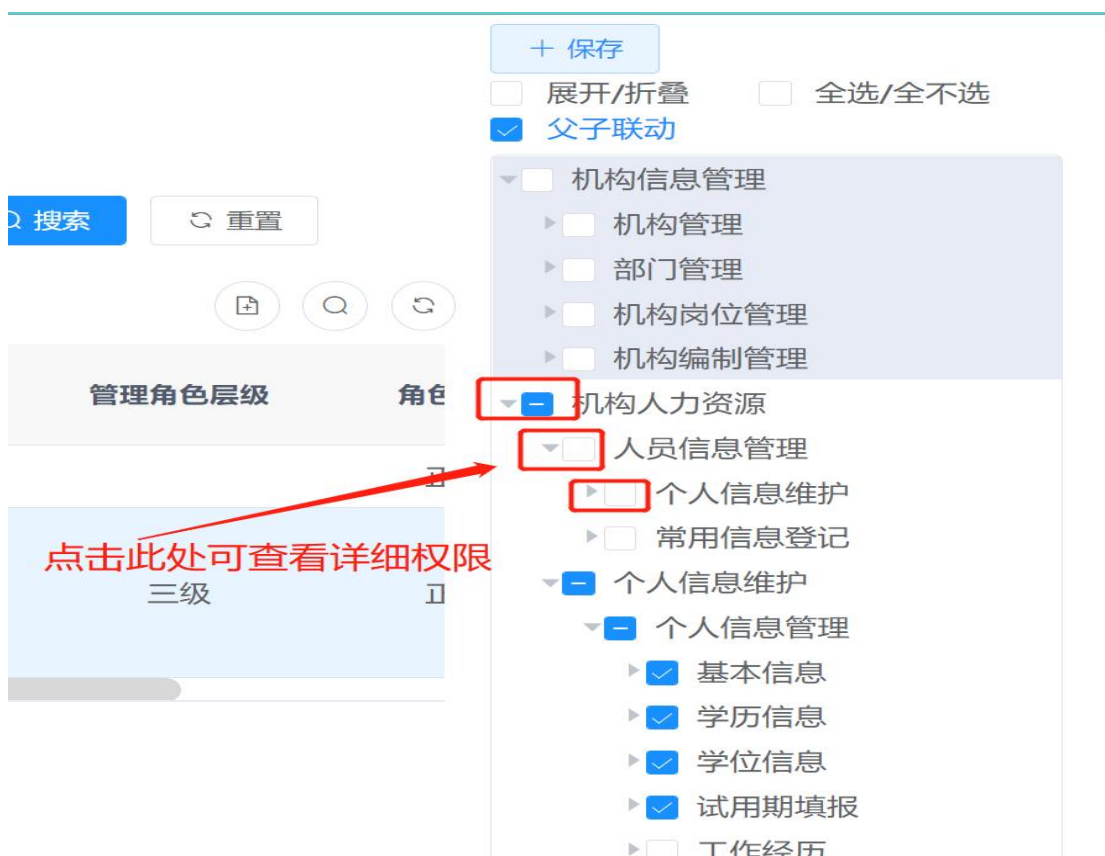 + 保存
展开/折叠 全选/全不选
父子联动
机构信息管理
搜索 重置
机构管理
部门管理
机构岗位管理
机构编制管理
管理角色层级 角色
机构人力资源
人员信息管理
个人信息维护
常用信息登记
点击此处可查看详细权限
三级
个人信息维护
个人信息管理
基本信息
学历信息
学位信息
试用期填报
工作经历